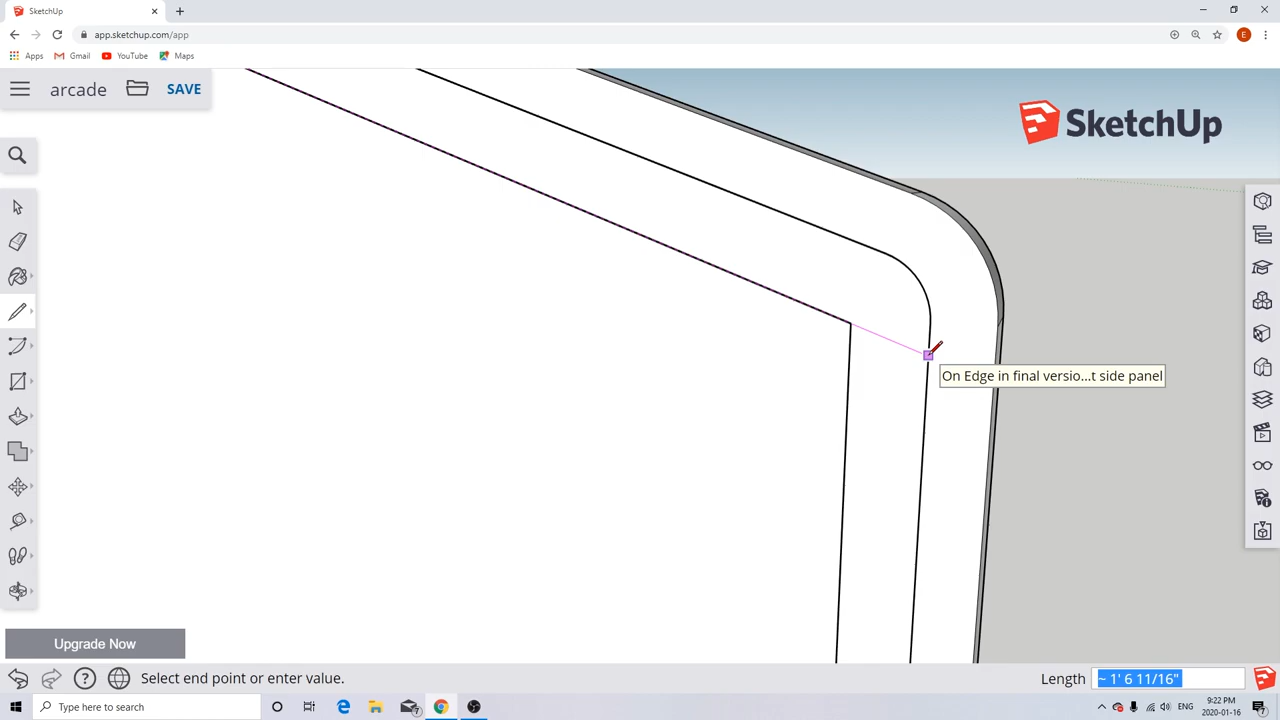 SketchUp
app.sketchup.com/app
E
Apps
Gmail
YouTube
Maps
arcade
SAVE
SketchUp
On Edge in final versio...t side panel
Upgrade Now
Select end point or enter value.
Length
~ 1' 6 11/16"
Type here to search
7
ENG
9:22 PM
2020-01-16
7